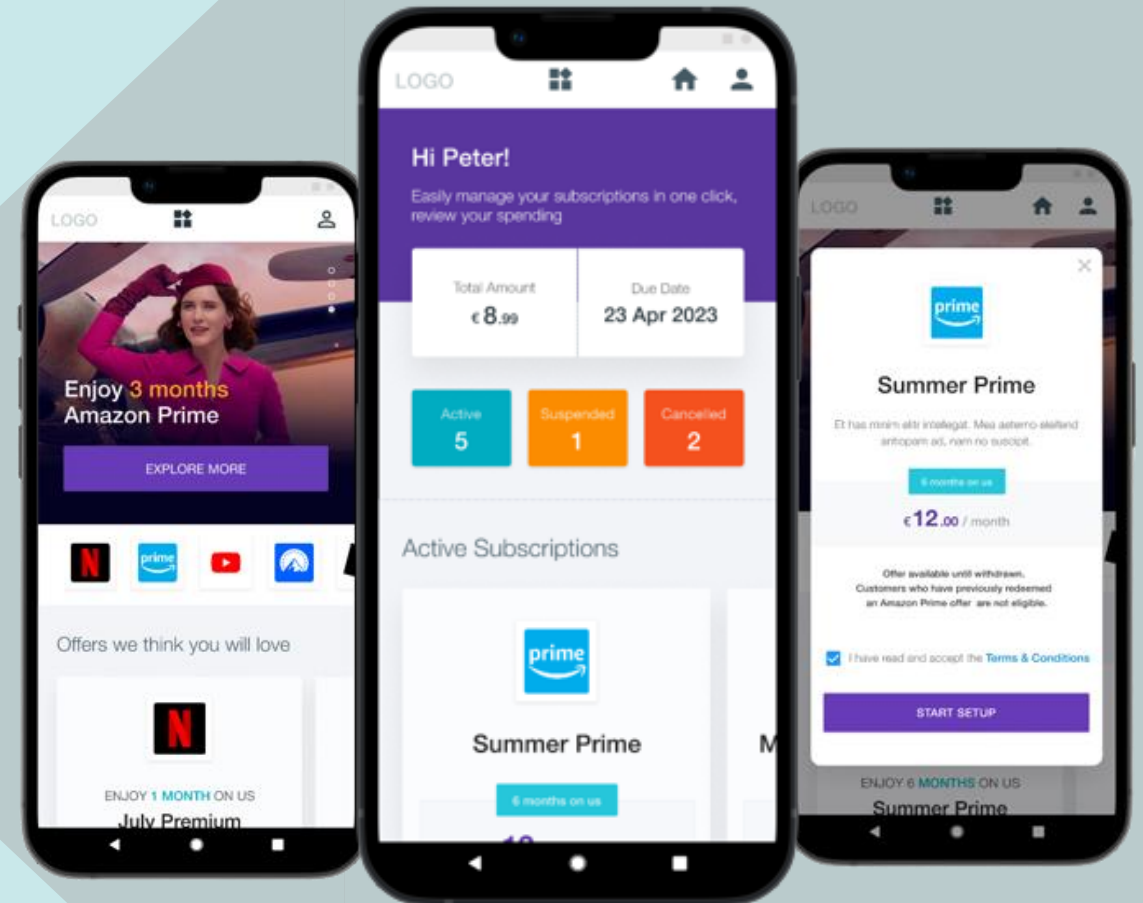 LOGO
Enjoy 3 months
Amazon Prime
EXPLORE MORE
N
prime
Offers we think you will love
N
ENJOY 1 MONTH ON US
July Premium
LOGO
Hi Peter!
Easily manage your subscriptions in one click,
review your spending
Total Amount
€ 8.99
Due Date
23 Apr 2023
Active
5
Suspended
1
Cancelled
2
Active Subscriptions
prime
Summer Prime
M
6 months on us
LOGO
prime
Summer Prime
Et has minim elitr intellegat. Mea aeterno eleifend
antiopam ad, nam no suscipit.
6 months on us
€12.00 / month
Offer available until withdrawn.
Customers who have previously redeemed
an Amazon Prime offer are not eligible.
I have read and accept the Terms & Conditions
START SETUP
ENJOY 6 MONTHS ON US
Summer Prime